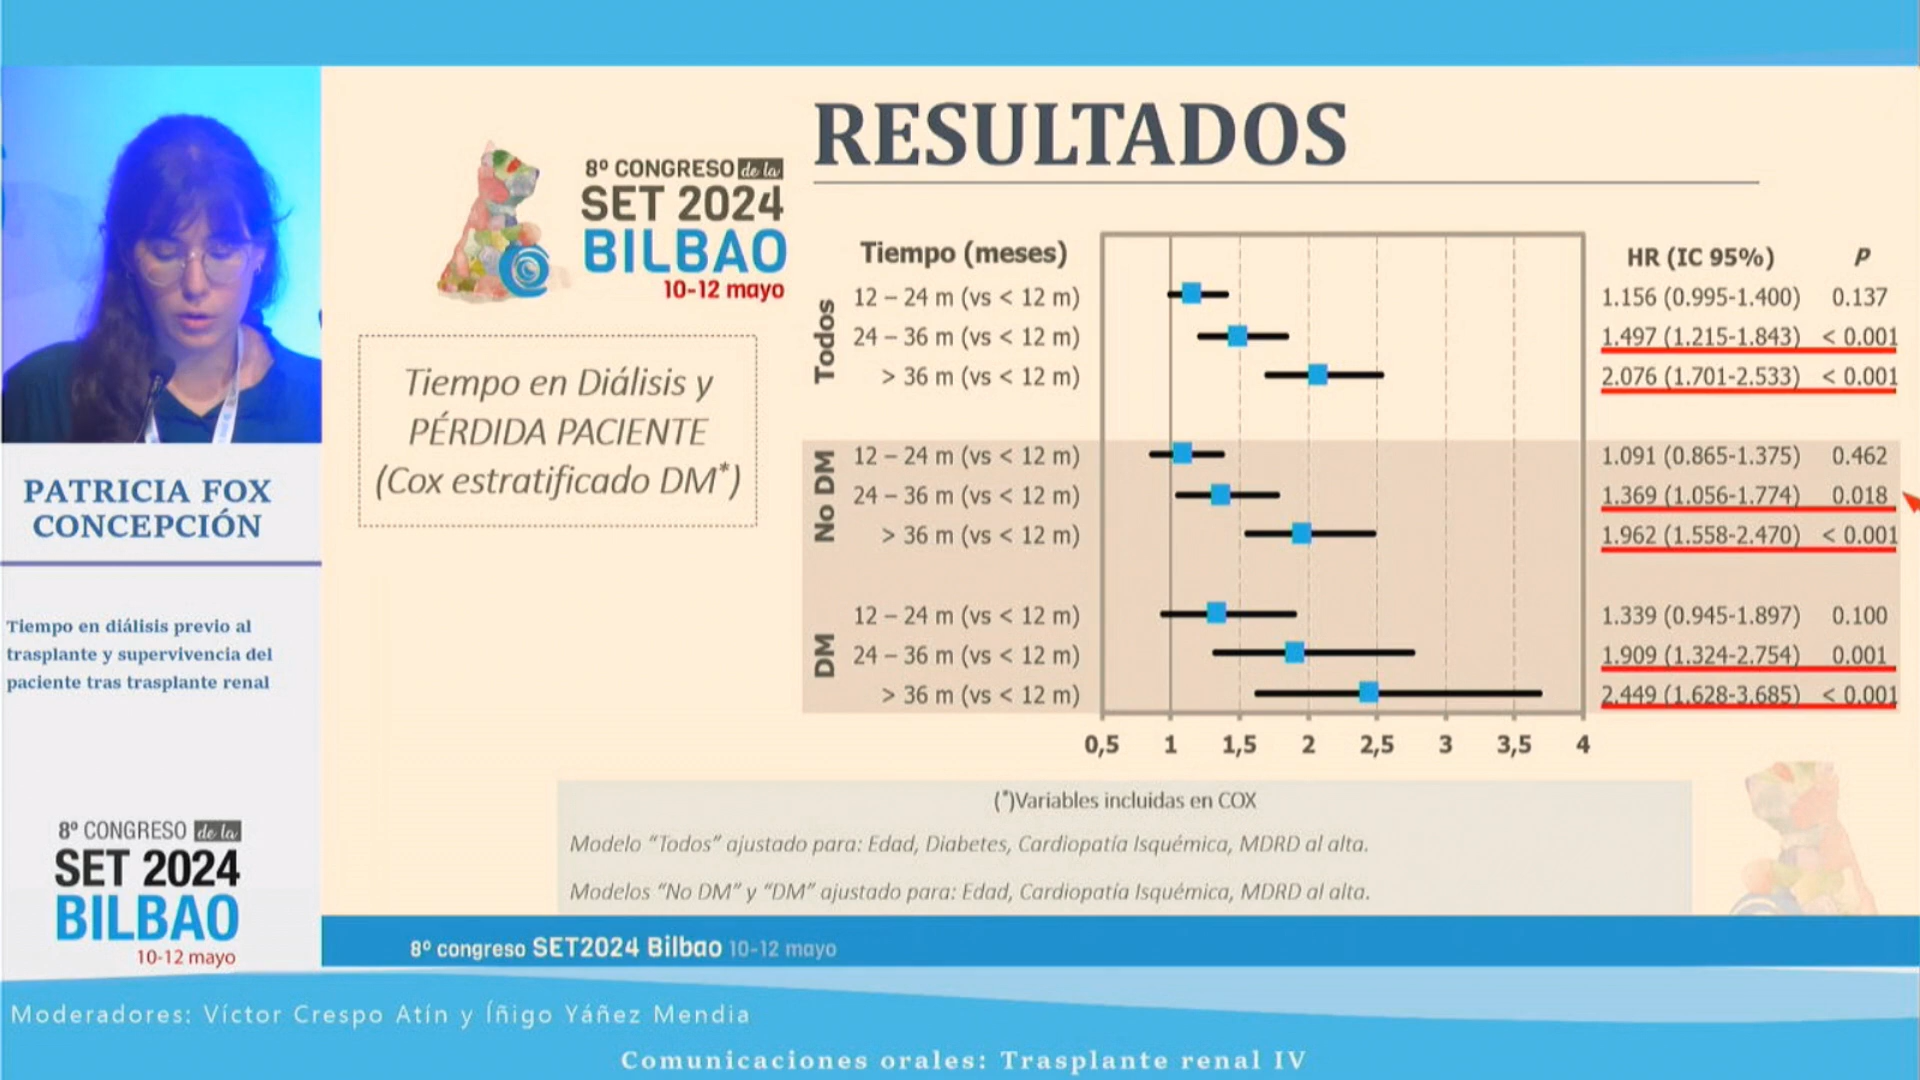 RESULTADOS
8º CONGRESO de la
SET 2024
BILBAO
10-12 mayo
Tiempo en Diálisis y
PÉRDIDA PACIENTE
(Cox estratificado DM*)
Tiempo (meses) HR (IC 95%) P
Todos
12 – 24 m (vs < 12 m) 1.156 (0.995-1.400) 0.137
24 – 36 m (vs < 12 m) 1.497 (1.215-1.843) < 0.001
> 36 m (vs < 12 m) 2.076 (1.701-2.533) < 0.001
No DM
12 – 24 m (vs < 12 m) 1.091 (0.865-1.375) 0.462
24 – 36 m (vs < 12 m) 1.369 (1.056-1.774) 0.018
> 36 m (vs < 12 m) 1.962 (1.558-2.470) < 0.001
DM
12 – 24 m (vs < 12 m) 1.339 (0.945-1.897) 0.100
24 – 36 m (vs < 12 m) 1.909 (1.324-2.754) 0.001
> 36 m (vs < 12 m) 2.449 (1.628-3.685) < 0.001
0,5 1 1,5 2 2,5 3 3,5 4
(*)Variables incluidas en COX
Modelo "Todos" ajustado para: Edad, Diabetes, Cardiopatía Isquémica, MDRD al alta.
Modelos "No DM" y "DM" ajustado para: Edad, Cardiopatía Isquémica, MDRD al alta.
8º congreso SET2024 Bilbao 10-12 mayo
PATRICIA FOX
CONCEPCIÓN
Tiempo en diálisis previo al
trasplante y supervivencia del
paciente tras trasplante renal
8º CONGRESO de la
SET 2024
BILBAO
10-12 mayo
Moderadores: Víctor Crespo Atín y Íñigo Yáñez Mendia
Comunicaciones orales: Trasplante renal IV